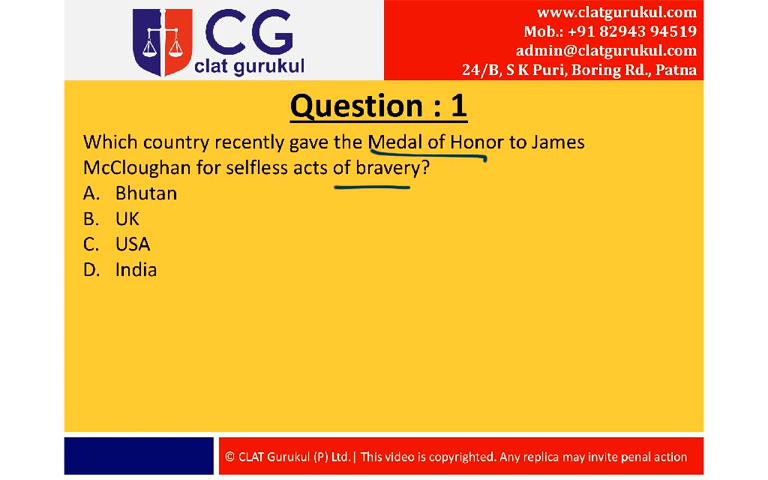 CG
clat gurukul
www.clatgurukul.com
Mob.: +91 82943 94519
admin@clatgurukul.com
24/B, S K Puri, Boring Rd., Patna
Question : 1
Which country recently gave the Medal of Honor to James
McCloughan for selfless acts of bravery?
A. Bhutan
B. UK
C. USA
D. India
© CLAT Gurukul (P) Ltd.| This video is copyrighted. Any replica may invite penal action